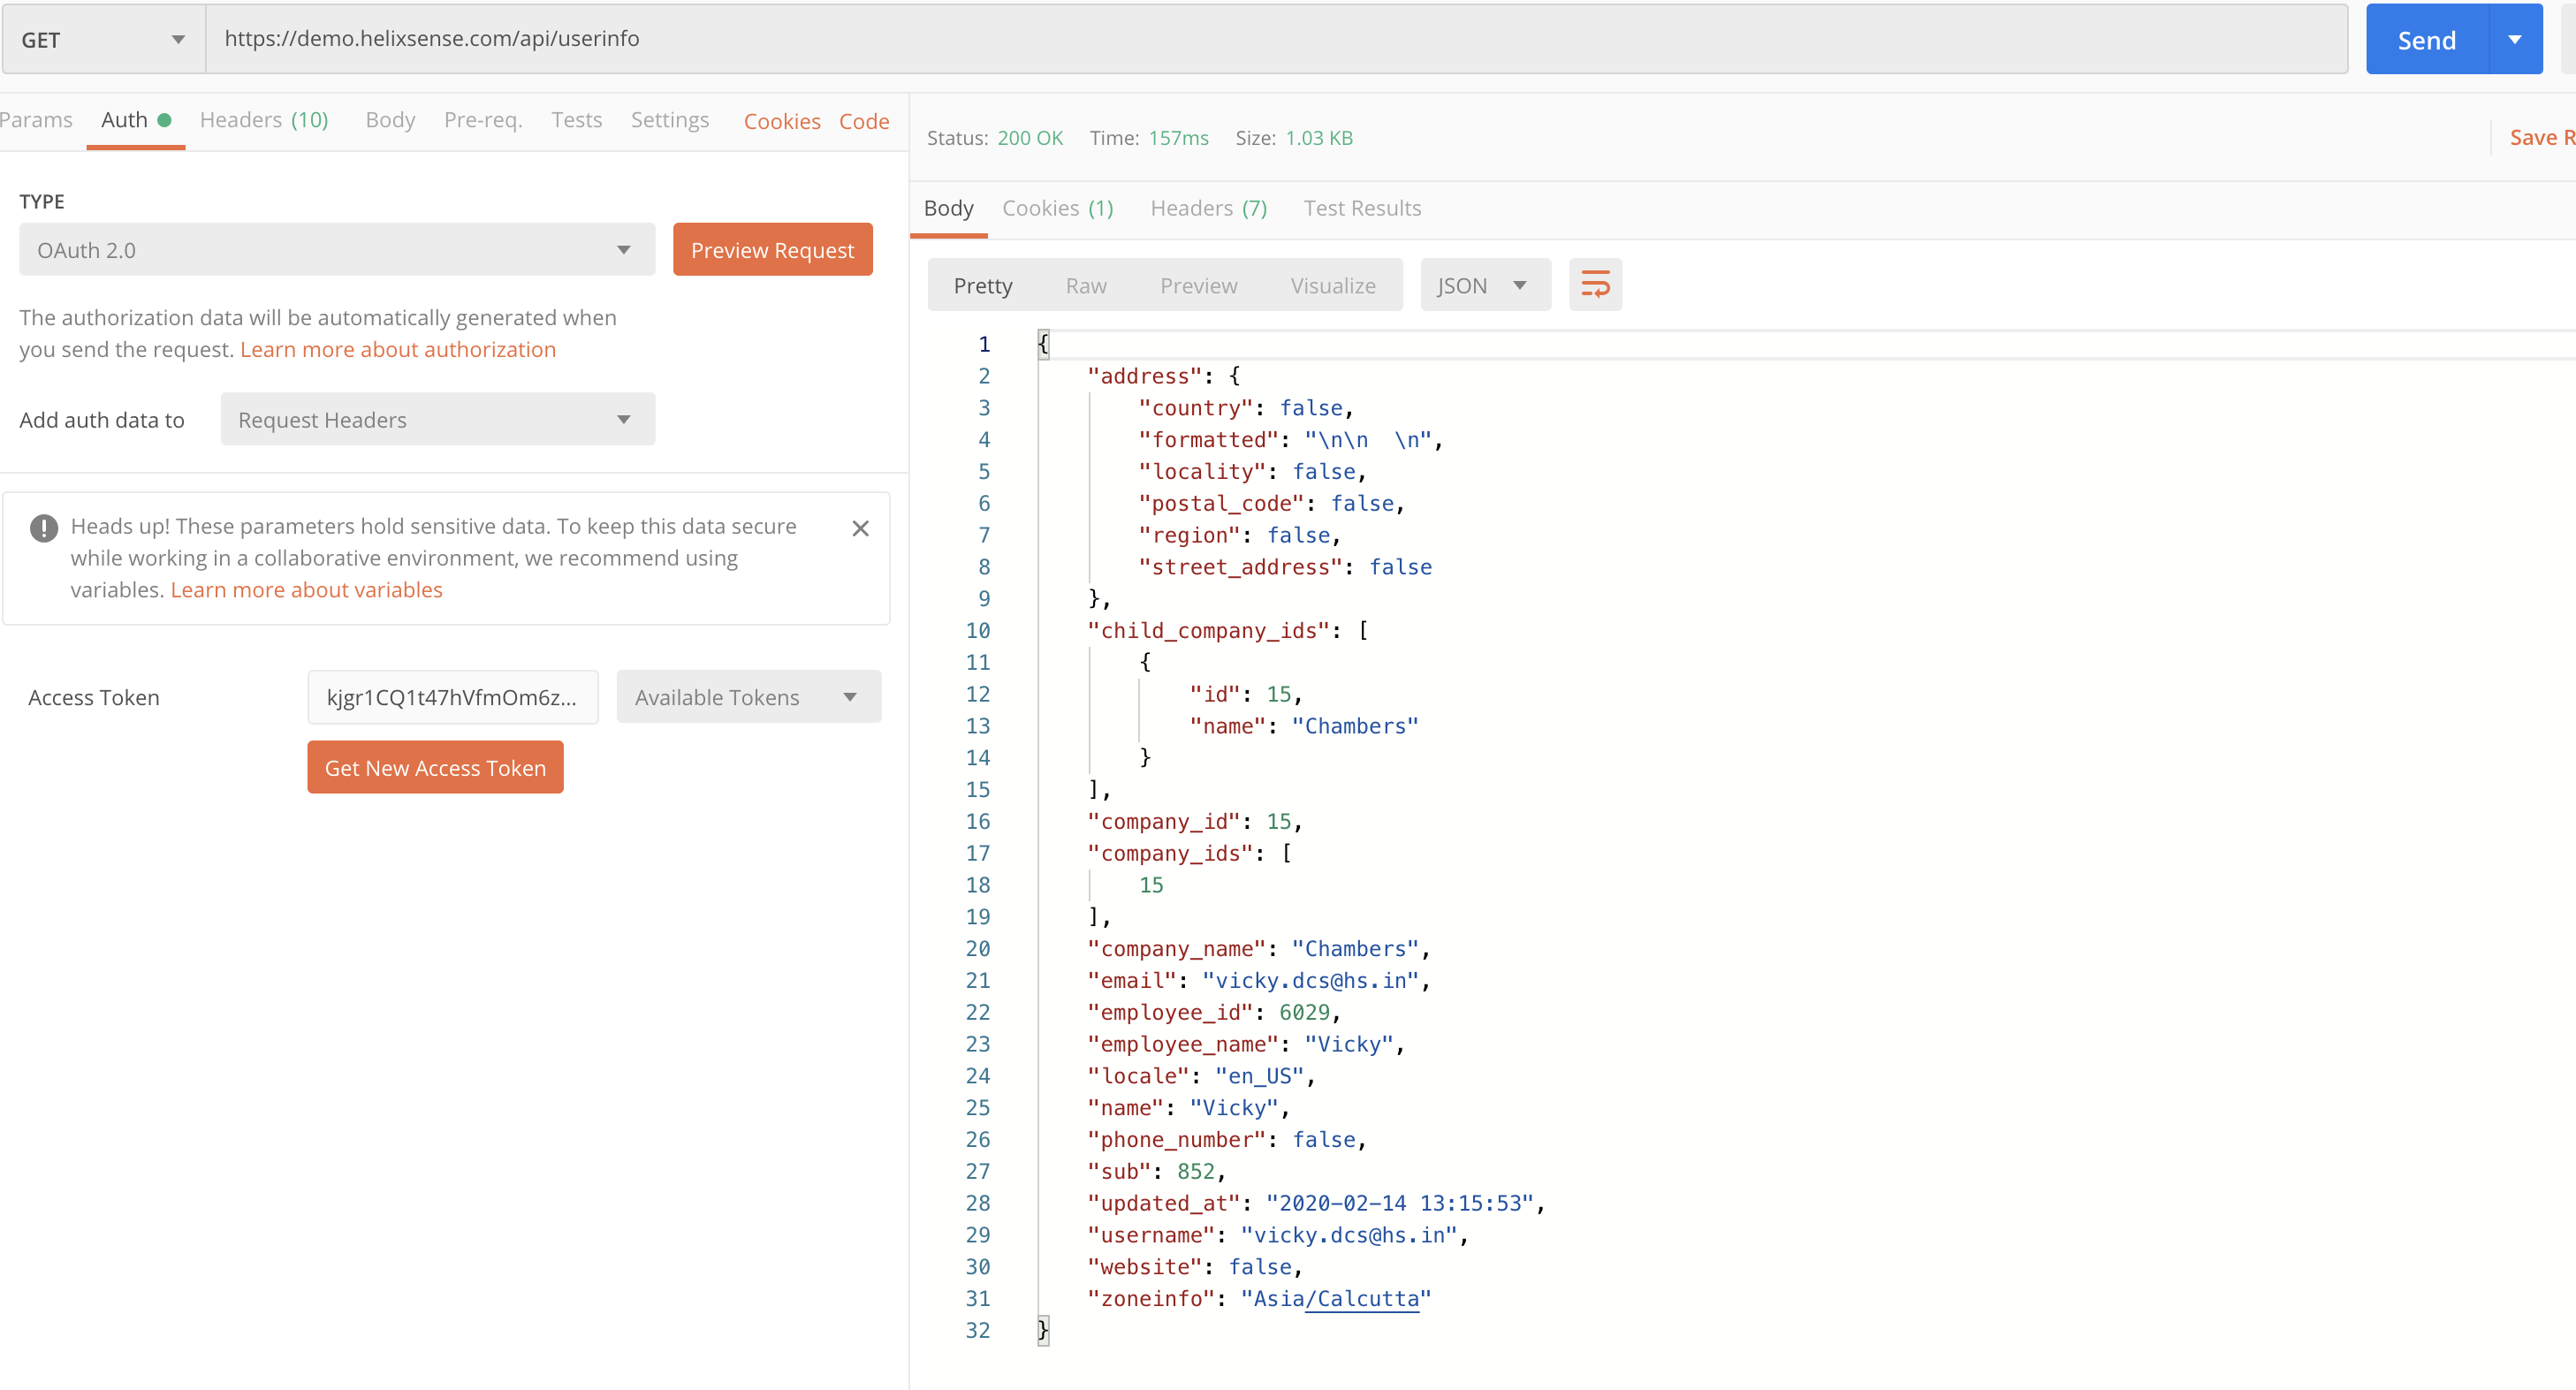 GET
https://demo.helixsense.com/api/userinfo
Send
Params Auth Headers (10) Body Pre-req. Tests Settings Cookies Code
TYPE
OAuth 2.0
Preview Request
The authorization data will be automatically generated when
you send the request. Learn more about authorization
Add auth data to Request Headers
Heads up! These parameters hold sensitive data. To keep this data secure
while working in a collaborative environment, we recommend using
variables. Learn more about variables
Access Token kjgr1CQ1t47hVfmOm6z... Available Tokens
Get New Access Token
Status: 200 OK Time: 157ms Size: 1.03 KB
Save R
Body Cookies (1) Headers (7) Test Results
Pretty Raw Preview Visualize JSON
1 {
2 "address": {
3 "country": false,
4 "formatted": "\n\n  \n",
5 "locality": false,
6 "postal_code": false,
7 "region": false,
8 "street_address": false
9 },
10 "child_company_ids": [
11 {
12 "id": 15,
13 "name": "Chambers"
14 }
15 ],
16 "company_id": 15,
17 "company_ids": [
18 15
19 ],
20 "company_name": "Chambers",
21 "email": "vicky.dcs@hs.in",
22 "employee_id": 6029,
23 "employee_name": "Vicky",
24 "locale": "en_US",
25 "name": "Vicky",
26 "phone_number": false,
27 "sub": 852,
28 "updated_at": "2020-02-14 13:15:53",
29 "username": "vicky.dcs@hs.in",
30 "website": false,
31 "zoneinfo": "Asia/Calcutta"
32 }